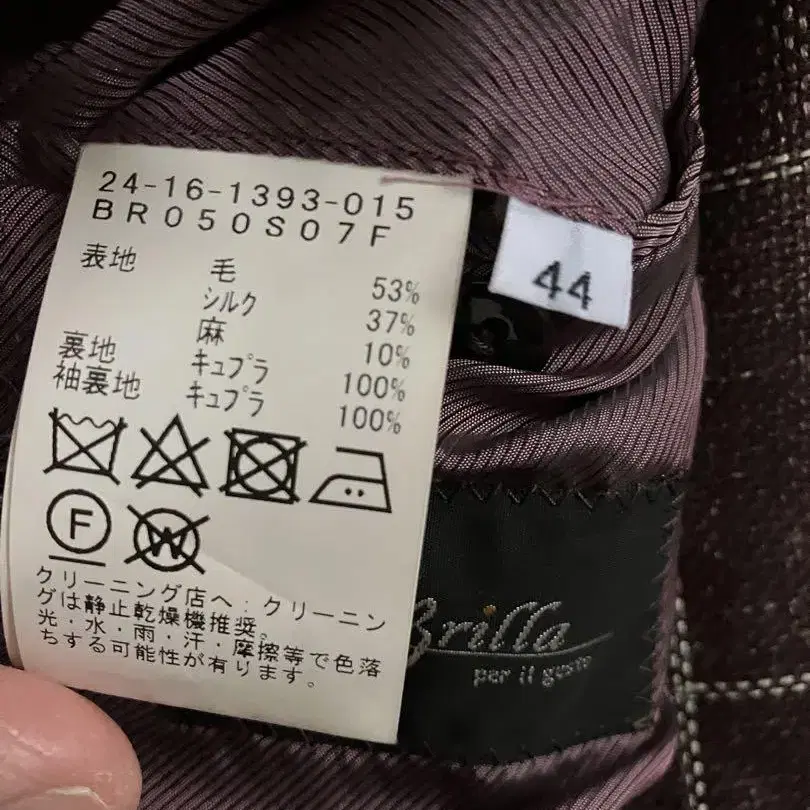 24-16-1393-015
BR050S07F
表地 毛 53%
シルク 37%
麻 10%
裏地 キュプラ 100%
袖裏地 キュプラ 100%
F
W
クリーニング店へ:クリーニン
グは静止乾燥機推奨。
光・水・雨・汗・摩擦等で色落
ちする可能性が有ります。
44
Brilla
per il gusto